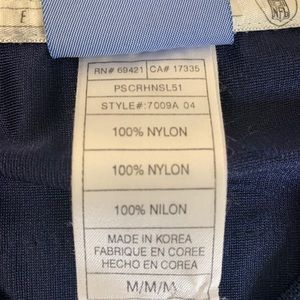 E
RN# 69421 CA# 17335
PSCRHNSL51
STYLE#:7009A 04
100% NYLON
100% NYLON
100% NILON
MADE IN KOREA
FABRIQUE EN COREE
HECHO EN COREA
M/M/M